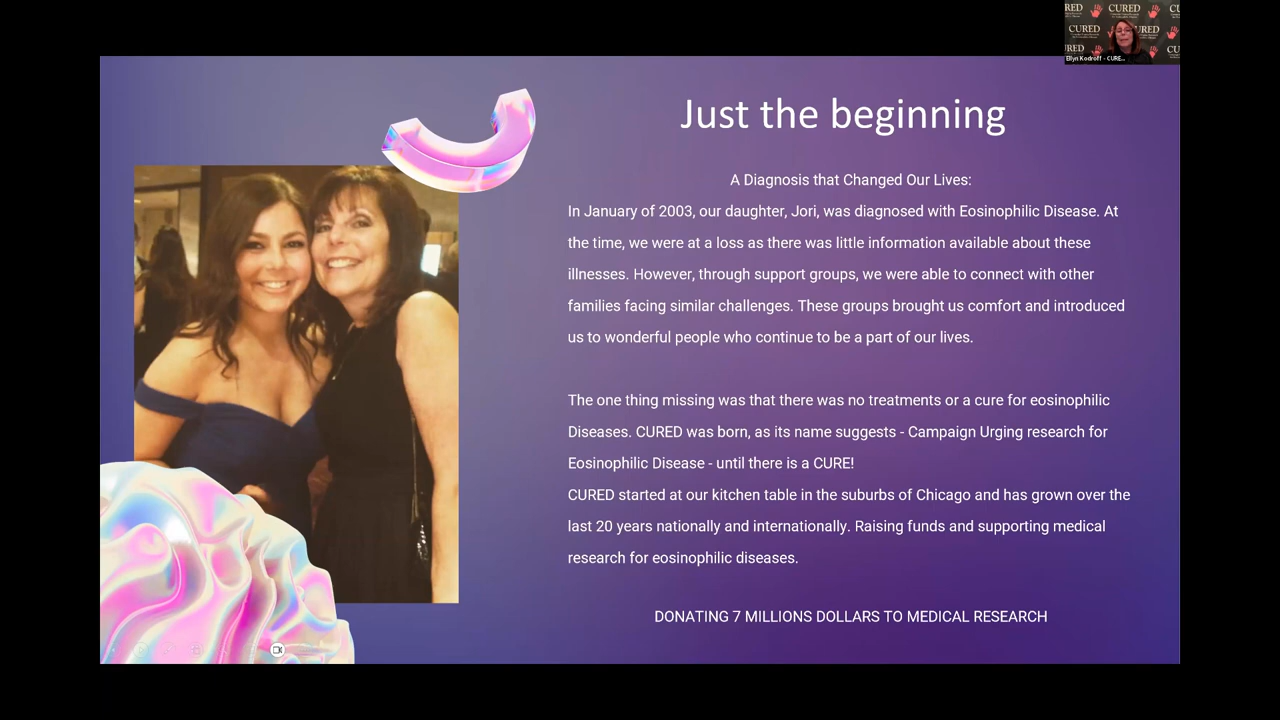 CURED
CURED
CURED
Ellyn Kodroff - CURE...
Just the beginning
A Diagnosis that Changed Our Lives:
In January of 2003, our daughter, Jori, was diagnosed with Eosinophilic Disease. At
the time, we were at a loss as there was little information available about these
illnesses. However, through support groups, we were able to connect with other
families facing similar challenges. These groups brought us comfort and introduced
us to wonderful people who continue to be a part of our lives.
The one thing missing was that there was no treatments or a cure for eosinophilic
Diseases. CURED was born, as its name suggests - Campaign Urging research for
Eosinophilic Disease - until there is a CURE!
CURED started at our kitchen table in the suburbs of Chicago and has grown over the
last 20 years nationally and internationally. Raising funds and supporting medical
research for eosinophilic diseases.
DONATING 7 MILLIONS DOLLARS TO MEDICAL RESEARCH